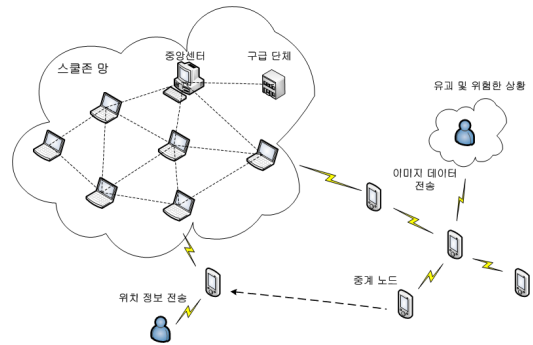 중앙센터
구급 단체
스쿨존 망
유괴 및 위험한 상황
이미지 데이터
전송
중계 노드
위치 정보 전송